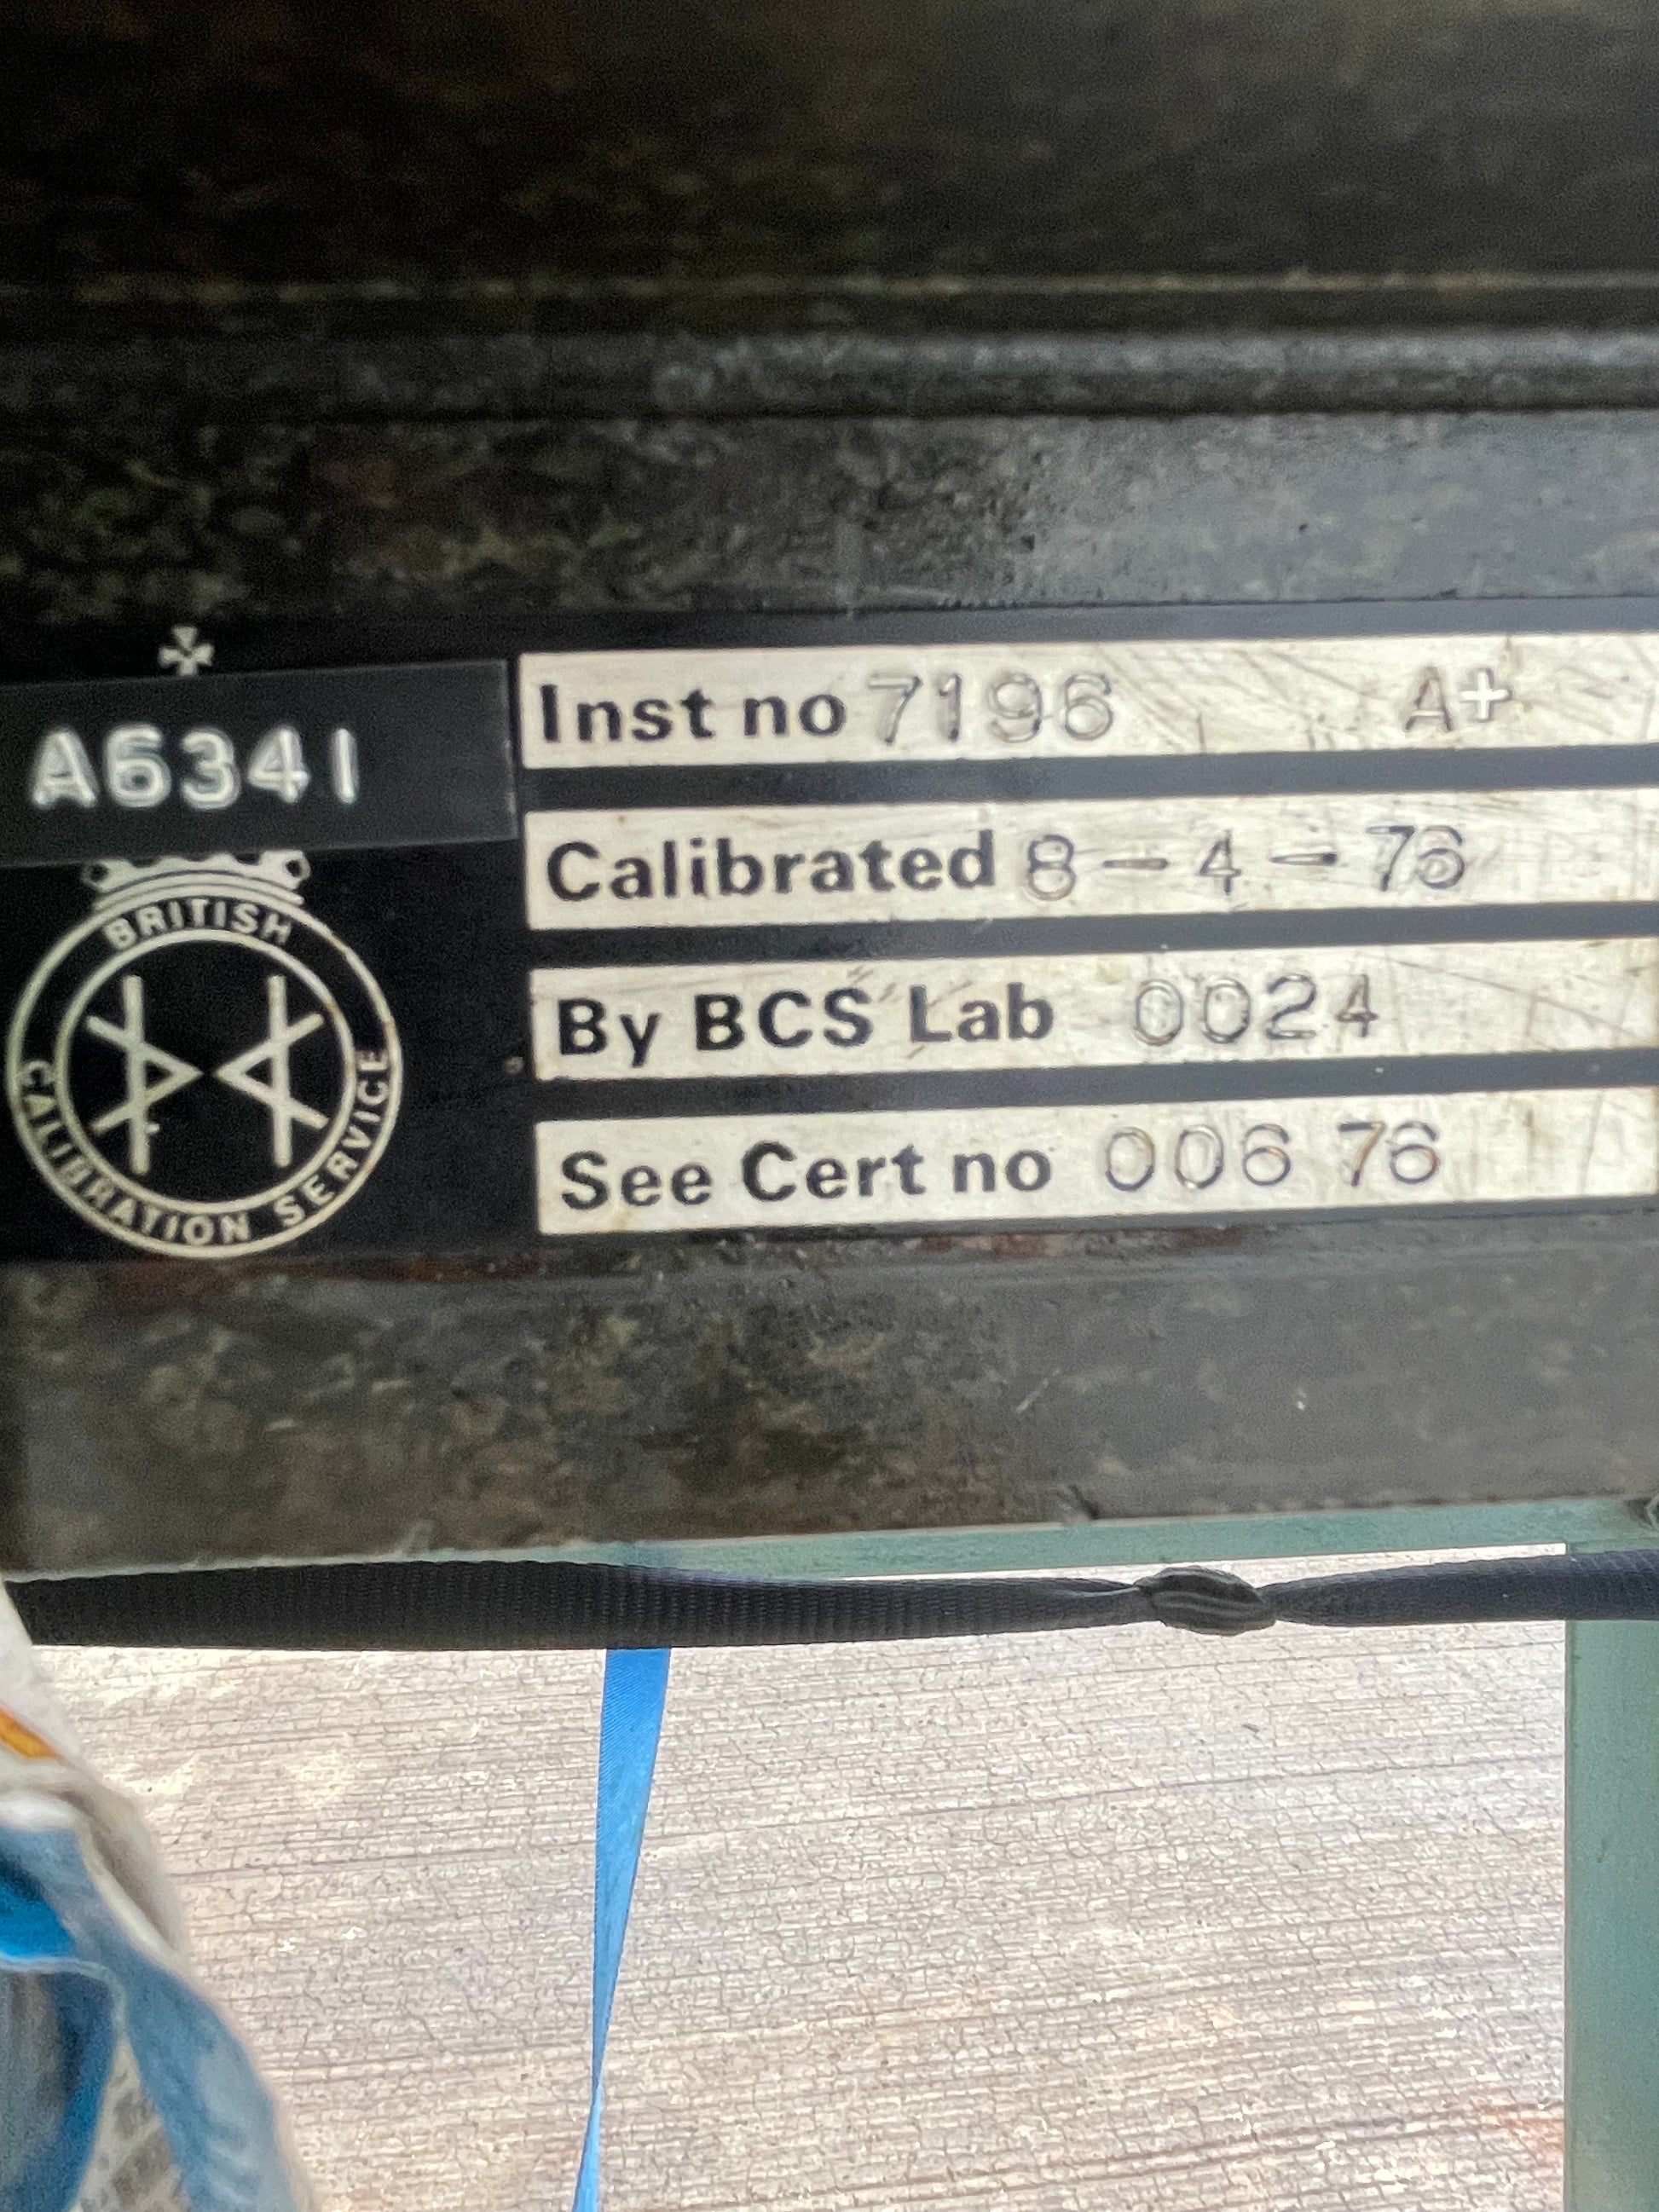 A6341
BRITISH
CALIBRATION SERVICE
Inst no 7196 A+
Calibrated 8-4-76
By BCS Lab 0024
See Cert no 006 76